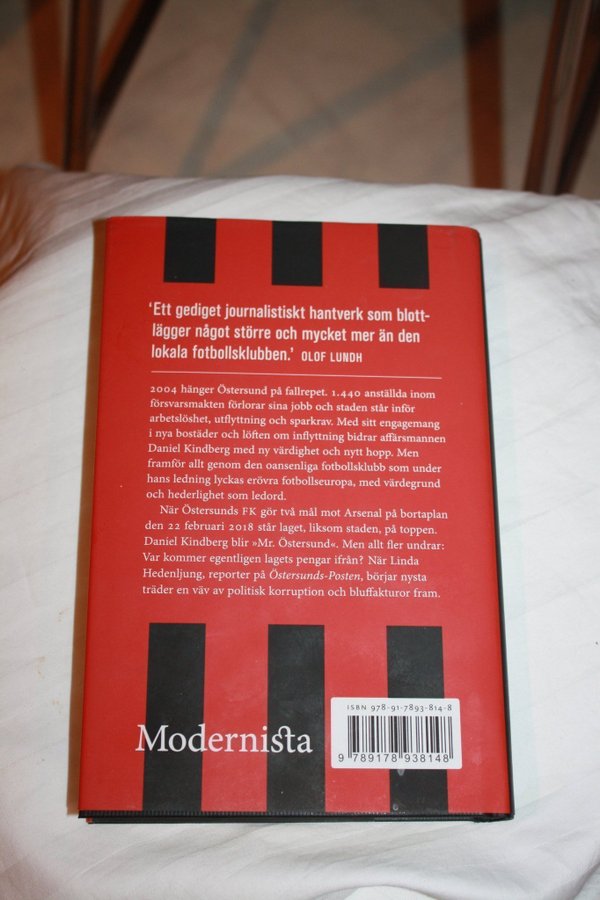 ‘Ett gediget journalistiskt hantverk som blott-
lägger något större och mycket mer än den
lokala fotbollsklubben.’ OLOF LUNDH
2004 hänger Östersund på fallrepet. 1.440 anställda inom
försvarsmakten förlorar sina jobb och staden står inför
arbetslöshet, utflyttning och sparkrav. Med sitt engagemang
i nya bostäder och löften om inflyttning bidrar affärsmannen
Daniel Kindberg med ny värdighet och nytt hopp. Men
framför allt genom den oansenliga fotbollsklubb som under
hans ledning lyckas erövra fotbollseuropa, med värdegrund
och hederlighet som ledord.
När Östersunds FK gör två mål mot Arsenal på bortaplan
den 22 februari 2018 står laget, liksom staden, på toppen.
Daniel Kindberg blir »Mr. Östersund«. Men allt fler undrar:
Var kommer egentligen lagets pengar ifrån? När Linda
Hedenljung, reporter på Östersunds-Posten, börjar nysta
träder en väv av politisk korruption och bluffakturor fram.
Modernista
ISBN 978-91-7893-814-8
9 789178 938148